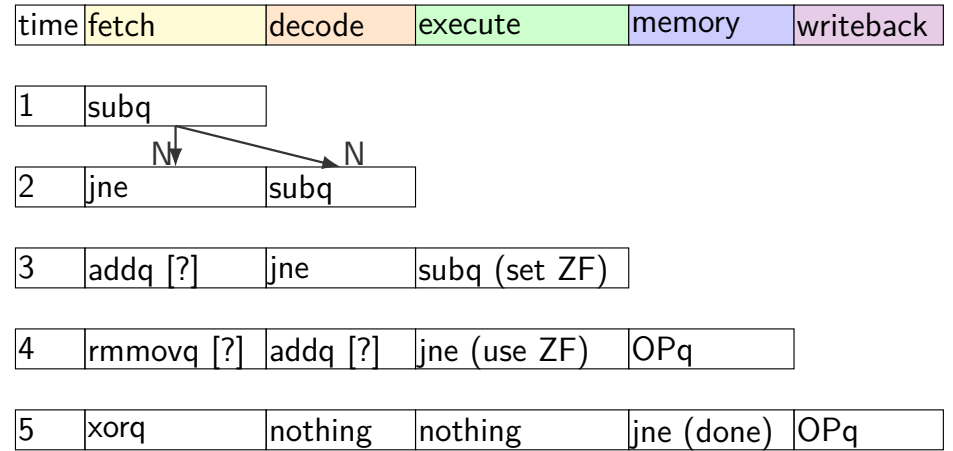 time fetch decode execute memory writeback
1 subq
N N
2 jne subq
3 addq [?] jne subq (set ZF)
4 rmmovq [?] addq [?] jne (use ZF) OPq
5 xorq nothing nothing jne (done) OPq